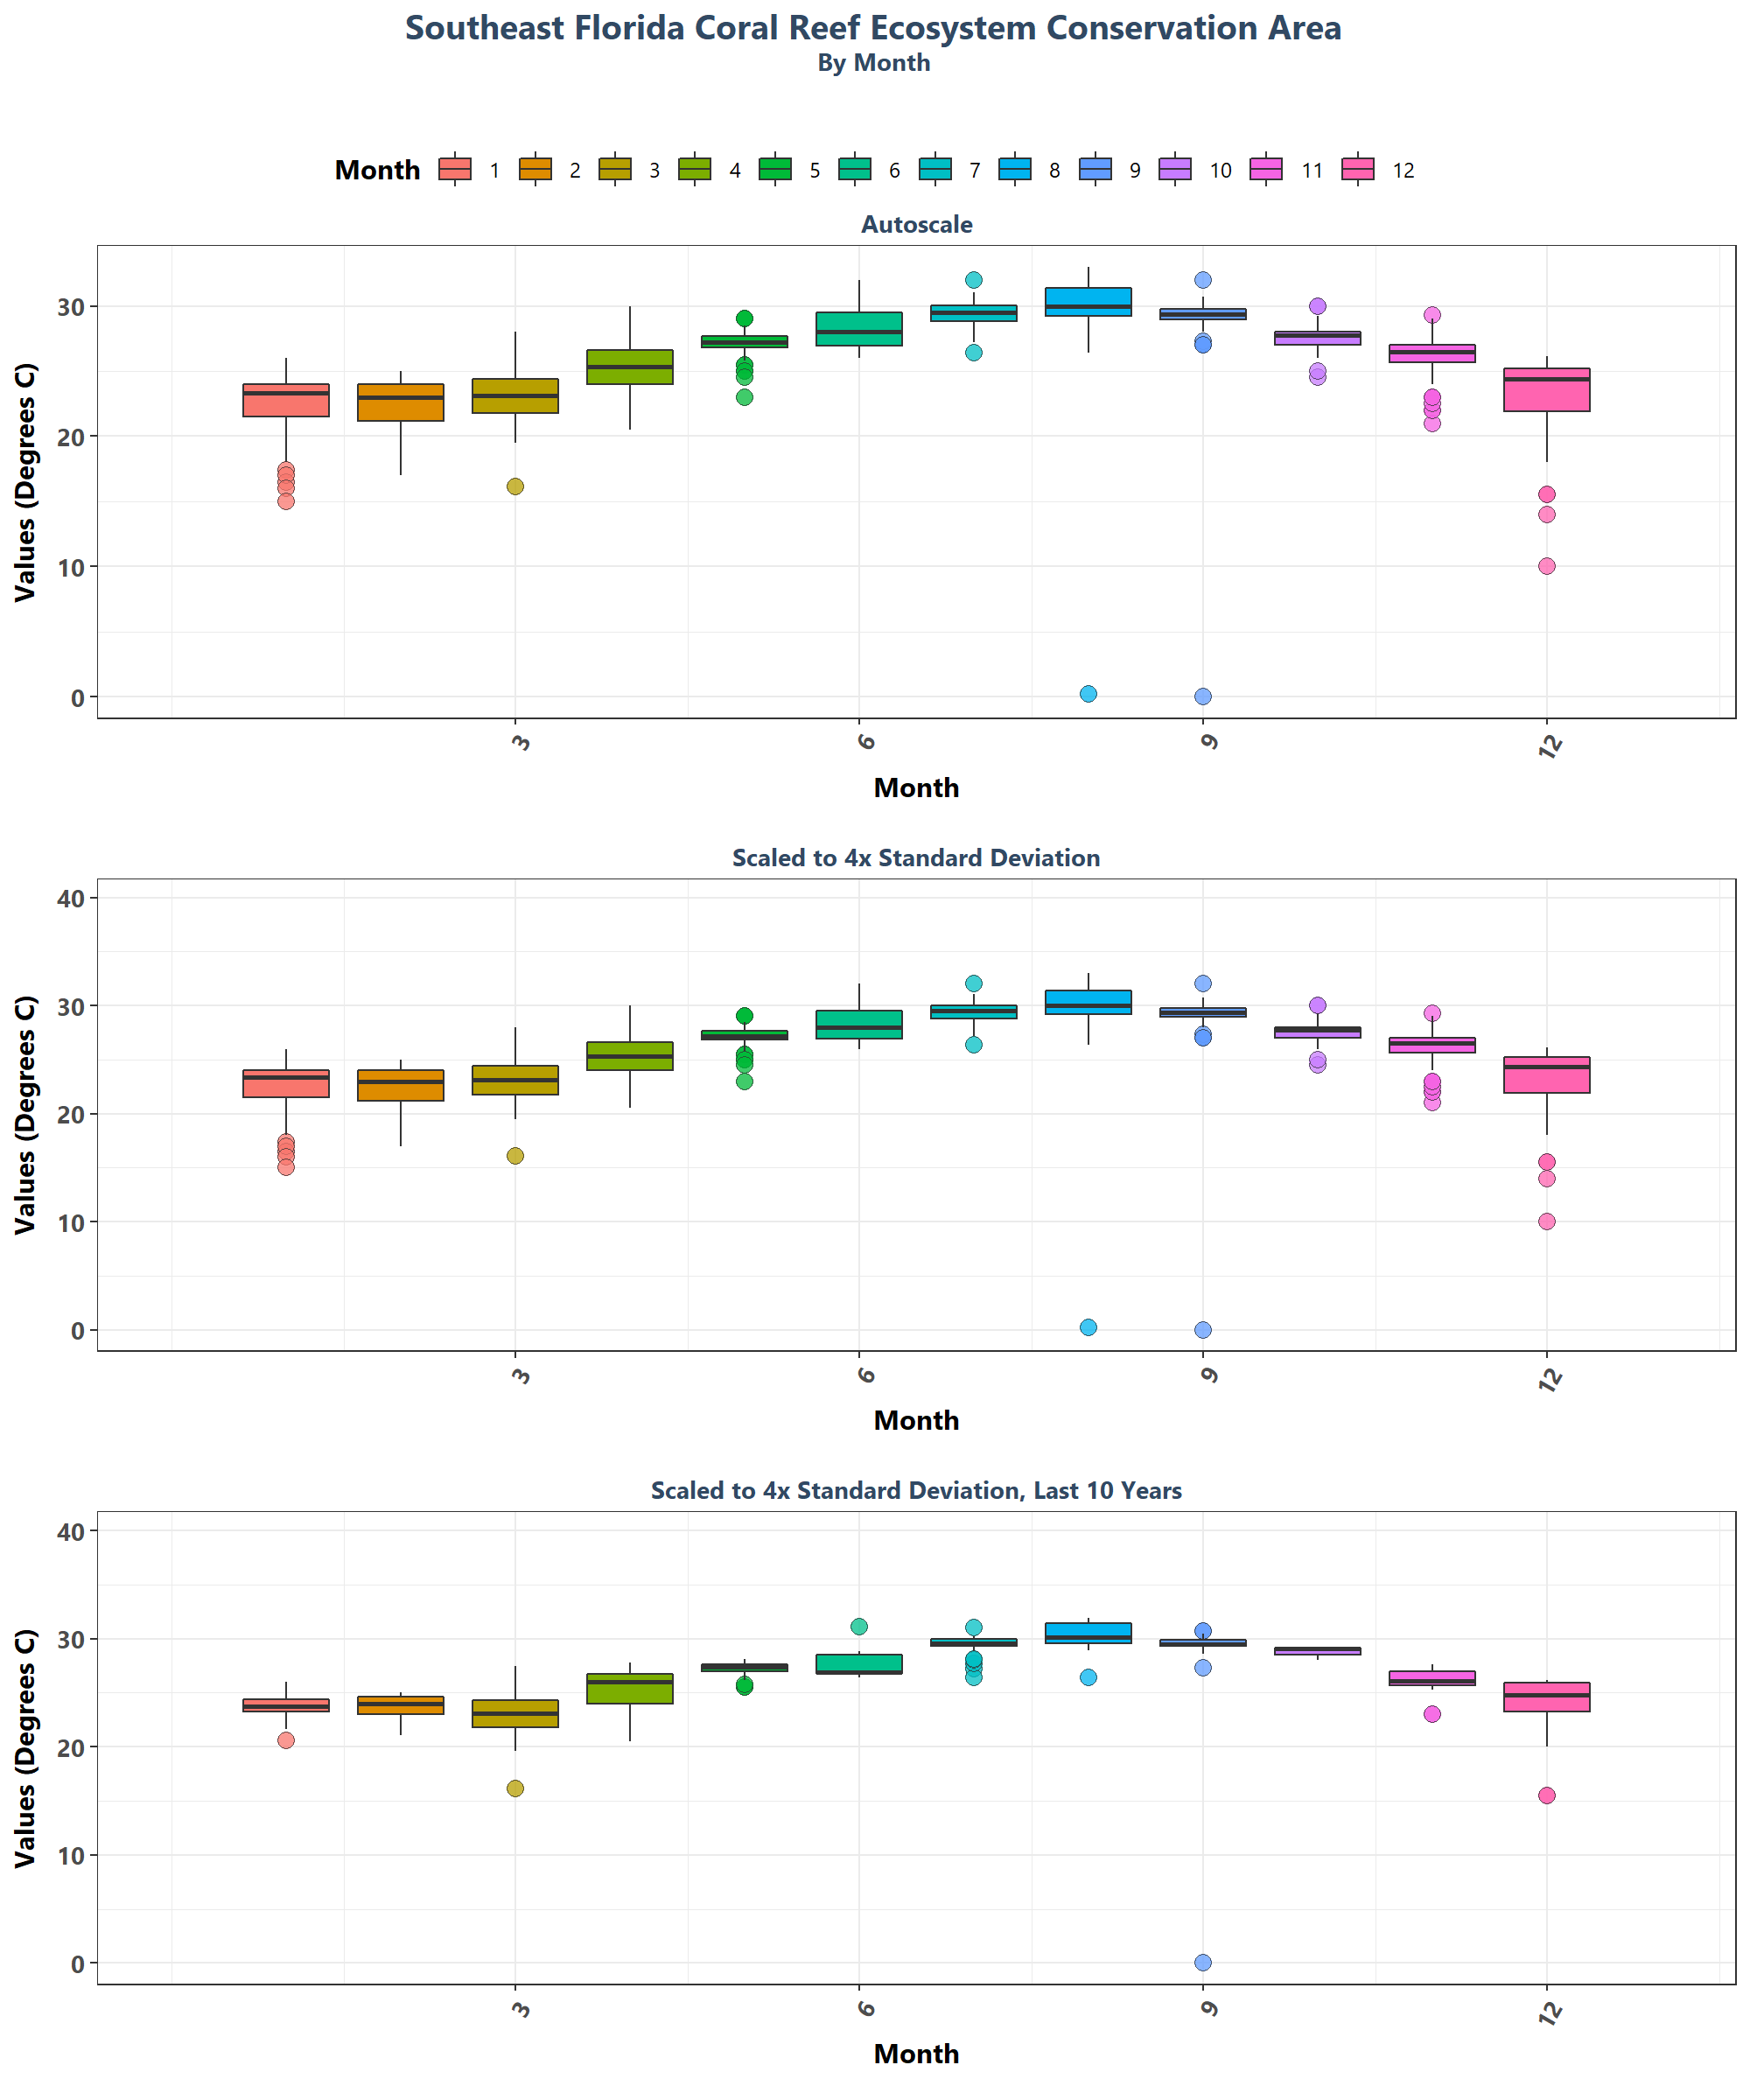 Southeast Florida Coral Reef Ecosystem Conservation Area
By Month
Month 1 2 3 4 5 6 7 8 9 10 11 12
Autoscale
Values (Degrees C)
30
20
10
0
3 6 9 12
Month
Scaled to 4x Standard Deviation
Values (Degrees C)
40
30
20
10
0
3 6 9 12
Month
Scaled to 4x Standard Deviation, Last 10 Years
Values (Degrees C)
40
30
20
10
0
3 6 9 12
Month